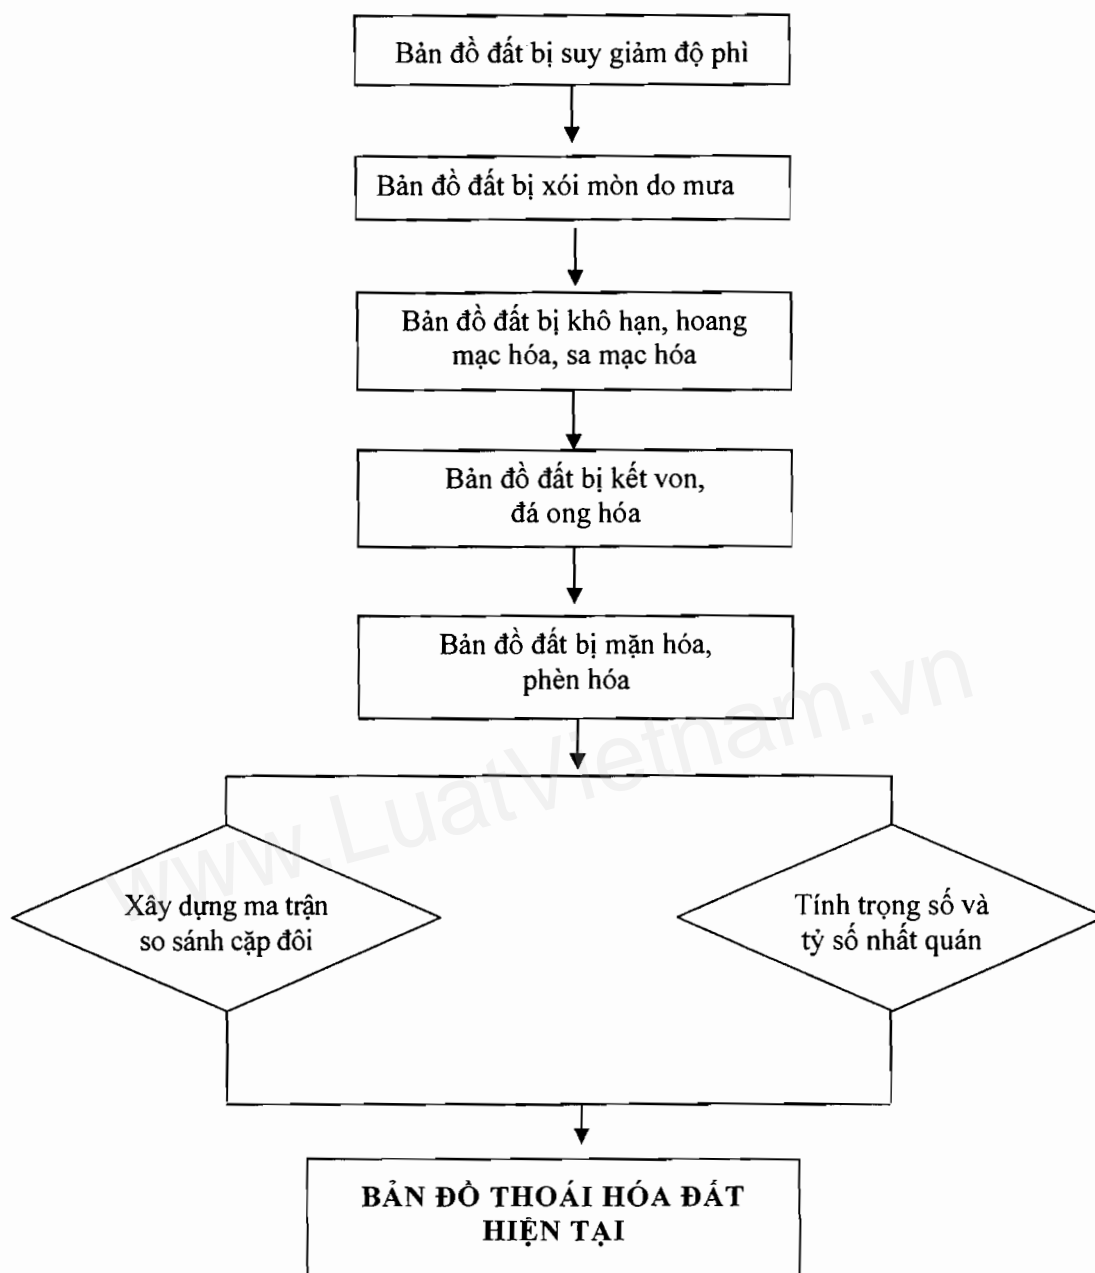 Bản đồ đất bị suy giảm độ phì
Bản đồ đất bị xói mòn do mưa
Bản đồ đất bị khô hạn, hoang
mạc hóa, sa mạc hóa
Bản đồ đất bị kết von,
đá ong hóa
Bản đồ đất bị mặn hóa,
phèn hóa
www.LuatVietnam.vn
Xây dựng ma trận
so sánh cặp đôi
Tính trọng số và
tỷ số nhất quán
BẢN ĐỒ THOÁI HÓA ĐẤT
HIỆN TẠI